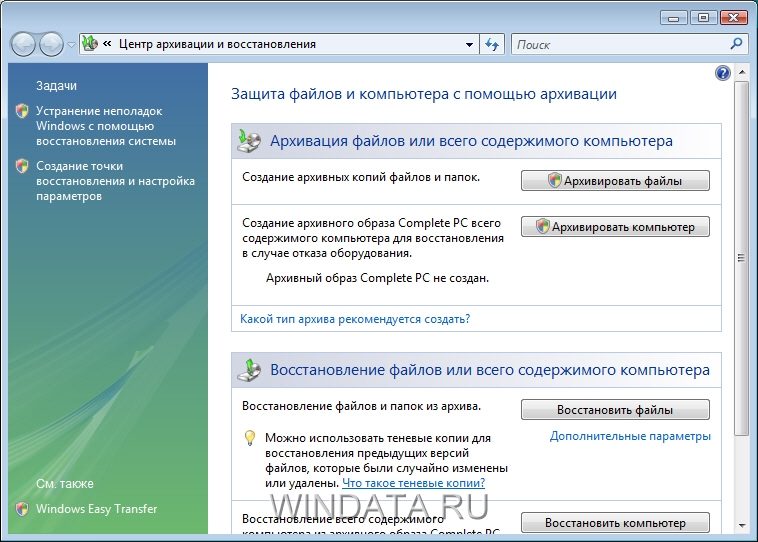 « Центр архивации и восстановления
Поиск
Задачи
Устранение неполадок
Windows с помощью
восстановления системы
Создание точки
восстановления и настройка
параметров
См. также
Windows Easy Transfer
Защита файлов и компьютера с помощью архивации
Архивация файлов или всего содержимого компьютера
Создание архивных копий файлов и папок.
Архивировать файлы
Создание архивного образа Complete PC всего
содержимого компьютера для восстановления
в случае отказа оборудования.
Архивировать компьютер
Архивный образ Complete PC не создан.
Какой тип архива рекомендуется создать?
Восстановление файлов или всего содержимого компьютера
Восстановление файлов и папок из архива.
Восстановить файлы
Дополнительные параметры
Можно использовать теневые копии для
восстановления предыдущих версий
файлов, которые были случайно изменены
или удалены. Что такое теневые копии?
WINDATA.RU
Восстановление всего содержимого
компьютера из архивного образа Complete PC
Восстановить компьютер